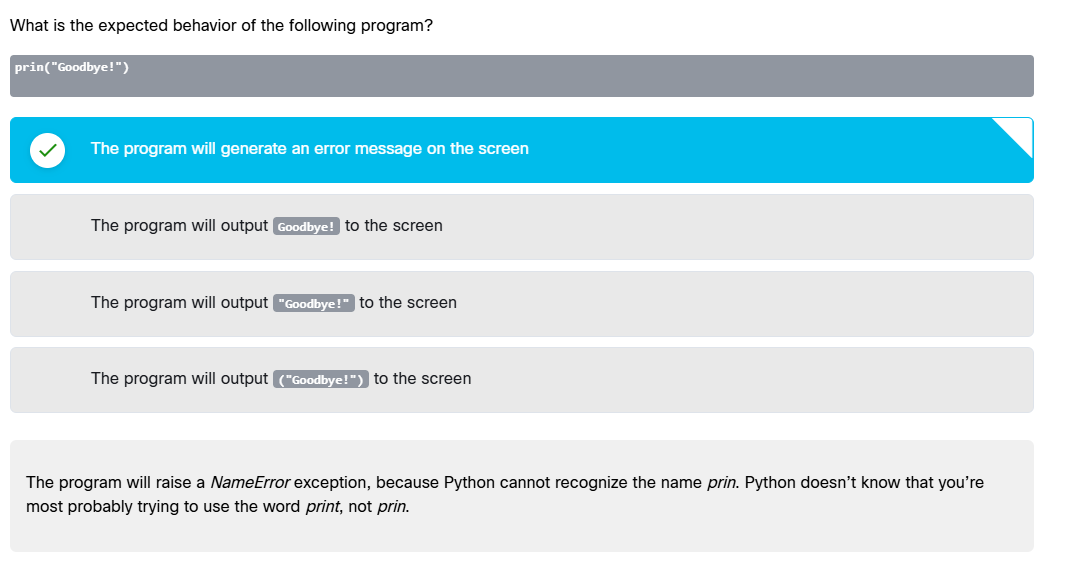 What is the expected behavior of the following program?
prin("Goodbye!")
The program will generate an error message on the screen
The program will output Goodbye! to the screen
The program will output "Goodbye!" to the screen
The program will output ("Goodbye!") to the screen
The program will raise a NameError exception, because Python cannot recognize the name prin. Python doesn’t know that you’re
most probably trying to use the word print, not prin.